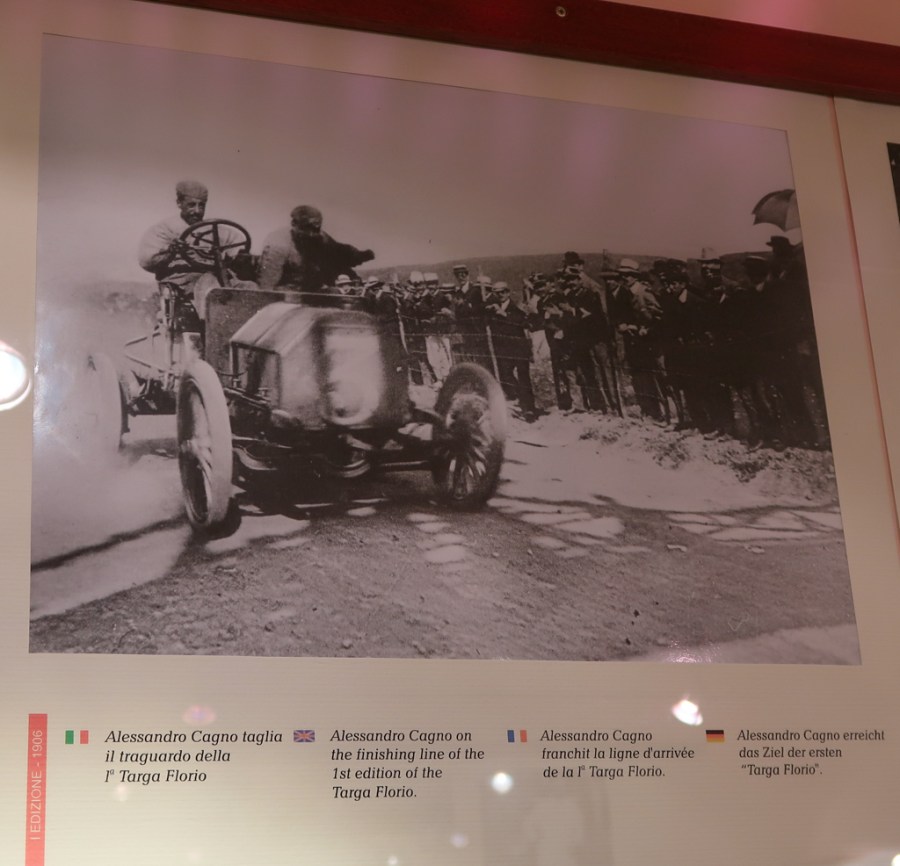 I EDIZIONE - 1906
Alessandro Cagno taglia
il traguardo della
Iª Targa Florio
Alessandro Cagno on
the finishing line of the
1st edition of the
Targa Florio.
Alessandro Cagno
franchit la ligne d'arrivée
de la Iª Targa Florio.
Alessandro Cagno erreicht
das Ziel der ersten
"Targa Florio".